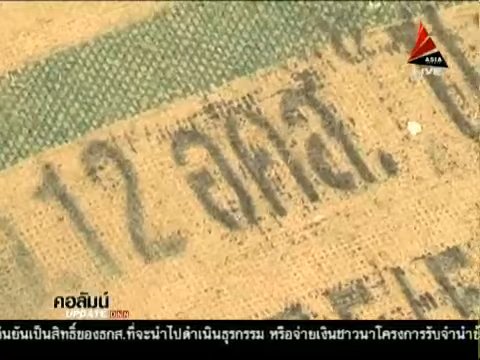 ASIA
LIVE
12 อคส.
คอลัมน์
UPDATE DNN
นยันเป็นสิทธิ์ของธกส.ที่จะนำไปดำเนินธุรกรรม หรือจ่ายเงินชาวนาโครงการรับจำนำข้